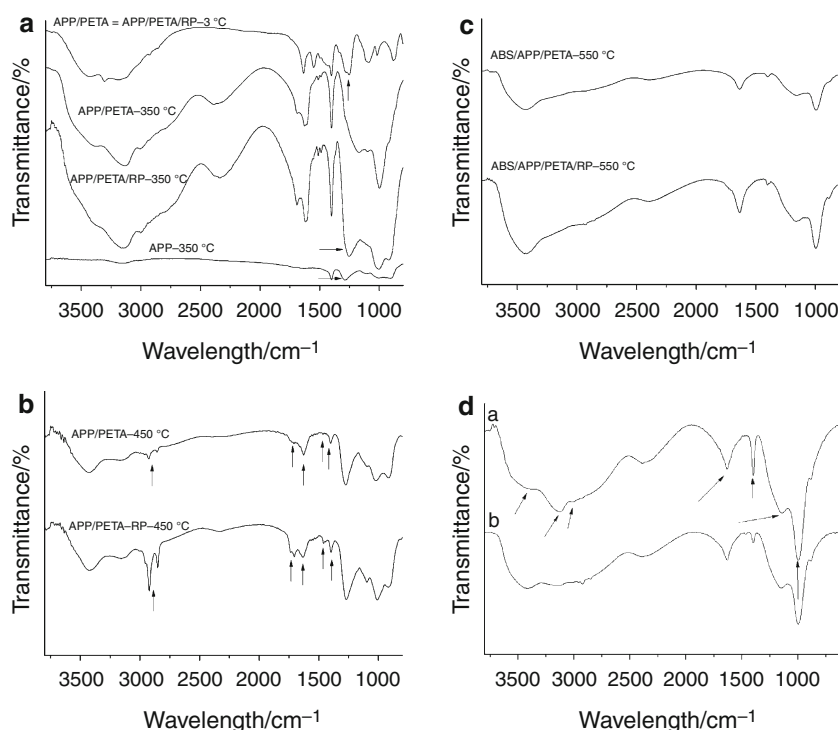 a
APP/PETA = APP/PETA/RP–3 °C
APP/PETA–350 °C
APP/PETA/RP–350 °C
APP–350 °C
Transmittance/%
3500 3000 2500 2000 1500 1000
Wavelength/cm⁻¹
c
ABS/APP/PETA–550 °C
ABS/APP/PETA/RP–550 °C
Transmittance/%
3500 3000 2500 2000 1500 1000
Wavelength/cm⁻¹
b
APP/PETA–450 °C
APP/PETA–RP–450 °C
Transmittance/%
3500 3000 2500 2000 1500 1000
Wavelength/cm⁻¹
d
a
b
Transmittance/%
3500 3000 2500 2000 1500 1000
Wavelength/cm⁻¹